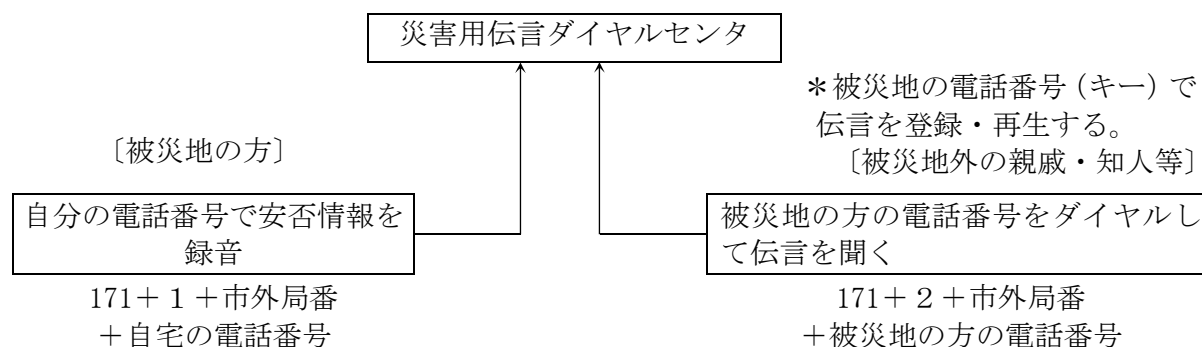 災害用伝言ダイヤルセンタ
＊被災地の電話番号（キー）で
伝言を登録・再生する。
〔被災地の方〕
〔被災地外の親戚・知人等〕
自分の電話番号で安否情報を
録音
被災地の方の電話番号をダイヤルし
て伝言を聞く
171＋１＋市外局番
＋自宅の電話番号
171＋２＋市外局番
＋被災地の方の電話番号